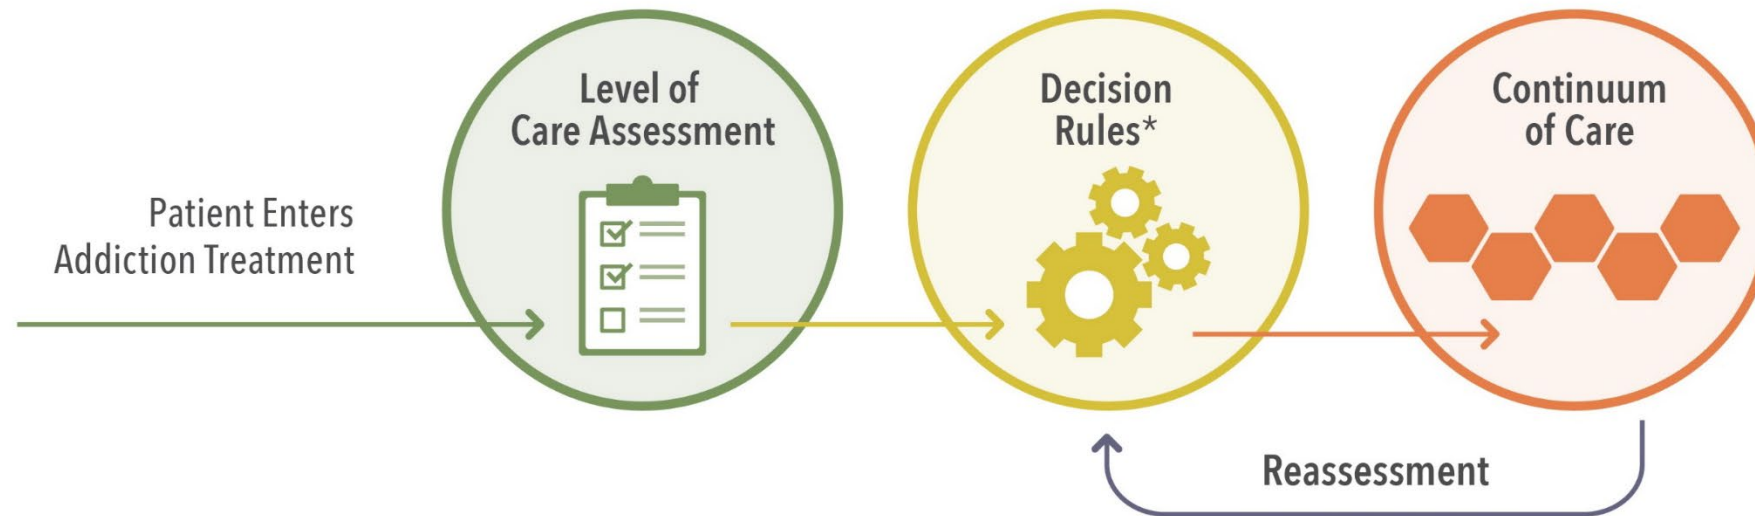 Patient Enters
Addiction Treatment
Level of
Care Assessment
Decision
Rules*
Continuum
of Care
Reassessment